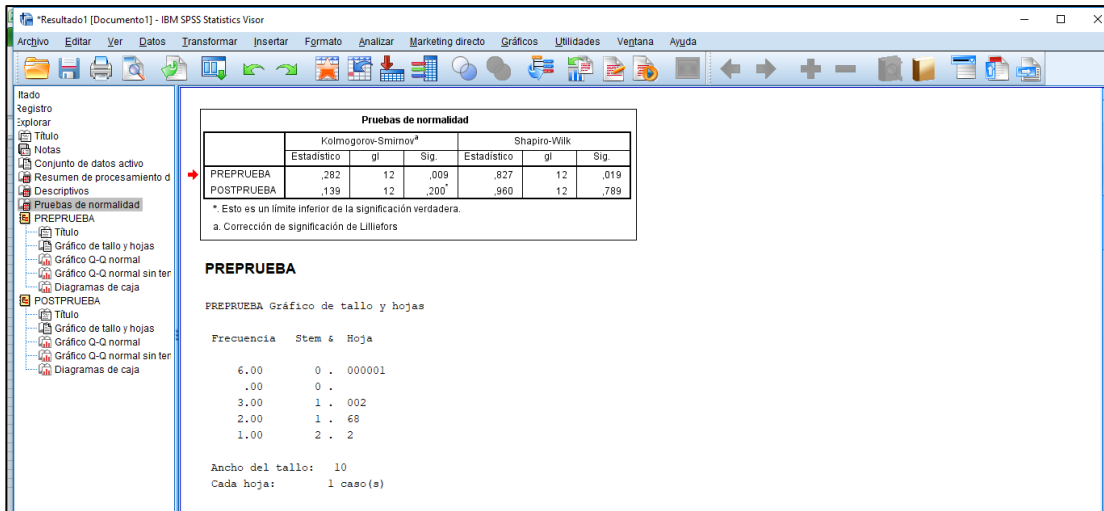 *Resultado1 [Documento1] - IBM SPSS Statistics Visor
Archivo Editar Ver Datos Transformar Insertar Formato Analizar Marketing directo Gráficos Utilidades Ventana Ayuda
ltado
Registro
Explorar
Título
Notas
Conjunto de datos activo
Resumen de procesamiento d
Descriptivos
Pruebas de normalidad
PREPRUEBA
Título
Gráfico de tallo y hojas
Gráfico Q-Q normal
Gráfico Q-Q normal sin ter
Diagramas de caja
POSTPRUEBA
Título
Gráfico de tallo y hojas
Gráfico Q-Q normal
Gráfico Q-Q normal sin ter
Diagramas de caja
Pruebas de normalidad
Kolmogorov-Smirnovª Shapiro-Wilk
Estadístico gl Sig. Estadístico gl Sig.
PREPRUEBA ,282 12 ,009 ,827 12 ,019
POSTPRUEBA ,139 12 ,200* ,960 12 ,789
*. Esto es un límite inferior de la significación verdadera.
a. Corrección de significación de Lilliefors
PREPRUEBA
PREPRUEBA Gráfico de tallo y hojas
Frecuencia Stem & Hoja
6.00 0 . 000001
.00 0 .
3.00 1 . 002
2.00 1 . 68
1.00 2 . 2
Ancho del tallo: 10
Cada hoja: 1 caso(s)